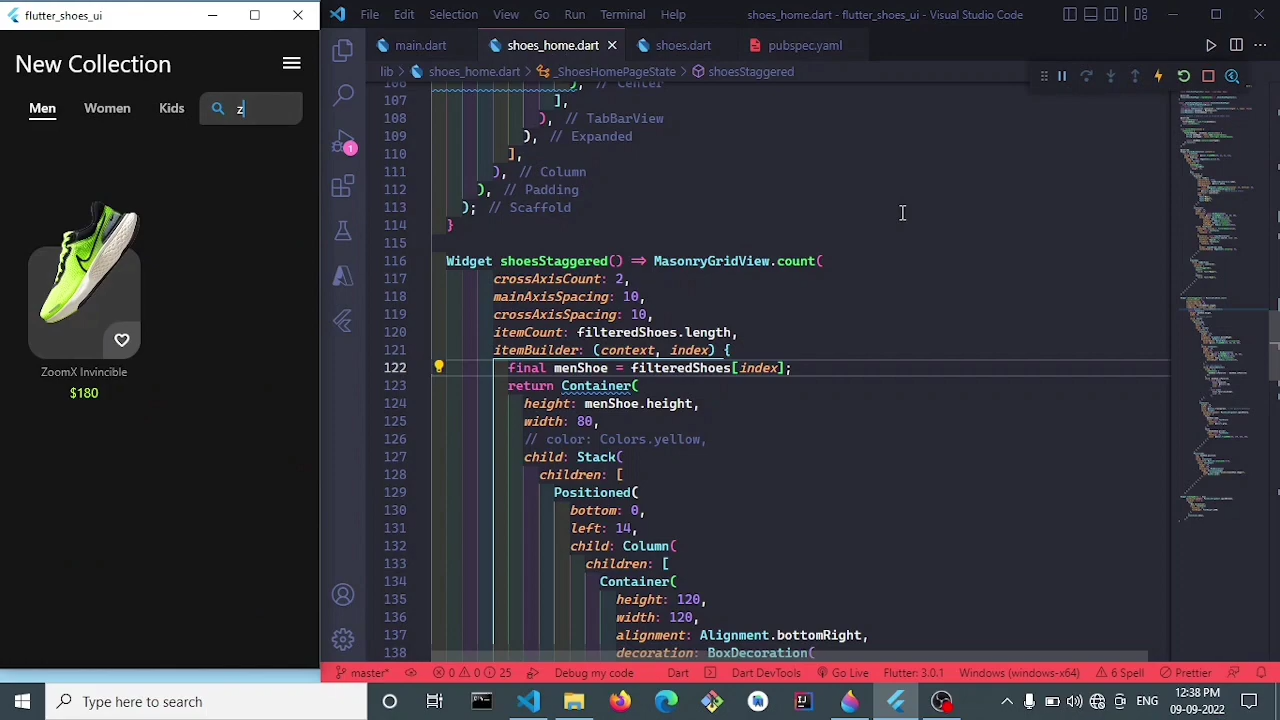 flutter_shoes_ui
New Collection
Men Women Kids z
ZoomX Invincible
$180
File Edit Selection View Go Run Terminal Help shoes_home.dart - flutter_shoes_ui - Visual Studio Code
main.dart shoes_home.dart shoes.dart pubspec.yaml
lib > shoes_home.dart > _ShoesHomePageState > shoesStaggered
106 ), // Center
107 ],
108 ), // TabBarView
109 ), // Expanded
110 ],
111 ), // Column
112 ), // Padding
113 ); // Scaffold
114 }
115
116 Widget shoesStaggered() => MasonryGridView.count(
117 crossAxisCount: 2,
118 mainAxisSpacing: 10,
119 crossAxisSpacing: 10,
120 itemCount: filteredShoes.length,
121 itemBuilder: (context, index) {
122 final menShoe = filteredShoes[index];
123 return Container(
124 height: menShoe.height,
125 width: 80,
126 // color: Colors.yellow,
127 child: Stack(
128 children: [
129 Positioned(
130 bottom: 0,
131 left: 14,
132 child: Column(
133 children: [
134 Container(
135 height: 120,
136 width: 120,
137 alignment: Alignment.bottomRight,
138 decoration: BoxDecoration(
1
master* 0 0 25 Debug my code Dart Dart DevTools Go Live Flutter: 3.0.1 Windows (windows-x64) 6 Spell Prettier
Type here to search
ENG
8:38 PM
09-09-2022